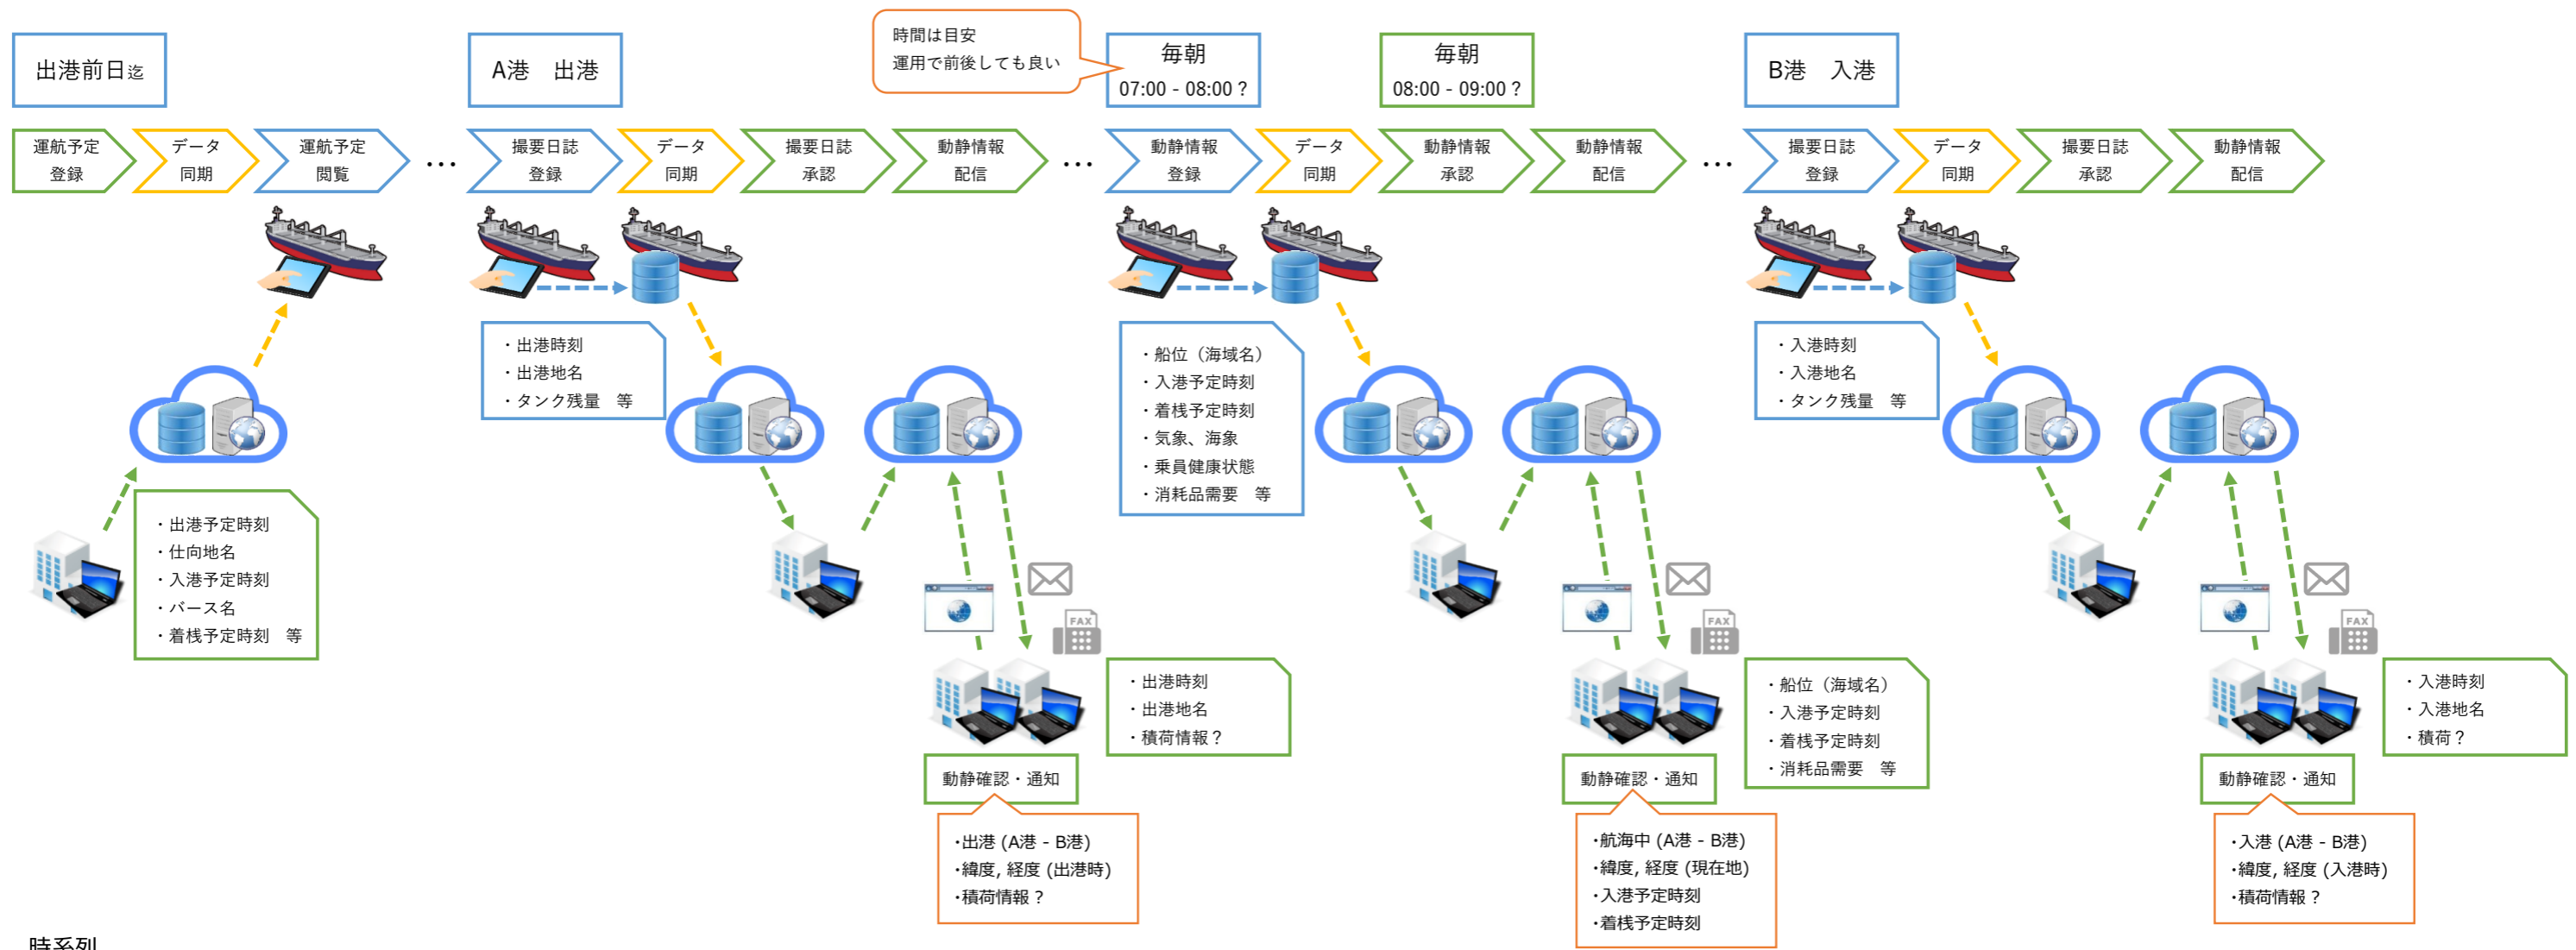 時間は目安
運用で前後しても良い
出港前日迄
A港　出港
毎朝
07:00 - 08:00 ?
毎朝
08:00 - 09:00 ?
B港　入港
運航予定
登録
データ
同期
運航予定
閲覧
…
撮要日誌
登録
データ
同期
撮要日誌
承認
動静情報
配信
…
動静情報
登録
データ
同期
動静情報
承認
動静情報
配信
…
撮要日誌
登録
データ
同期
撮要日誌
承認
動静情報
配信
・出港予定時刻
・仕向地名
・入港予定時刻
・バース名
・着桟予定時刻　等
・出港時刻
・出港地名
・タンク残量　等
FAX
・出港時刻
・出港地名
・積荷情報？
動静確認・通知
・出港 (A港 - B港)
・緯度, 経度 (出港時)
・積荷情報？
・船位（海域名）
・入港予定時刻
・着桟予定時刻
・気象、海象
・乗員健康状態
・消耗品需要　等
FAX
・船位（海域名）
・入港予定時刻
・着桟予定時刻
・消耗品需要　等
動静確認・通知
・航海中 (A港 - B港)
・緯度, 経度 (現在地)
・入港予定時刻
・着桟予定時刻
・入港時刻
・入港地名
・タンク残量　等
FAX
・入港時刻
・入港地名
・積荷？
動静確認・通知
・入港 (A港 - B港)
・緯度, 経度 (入港時)
・積荷情報？
時系列